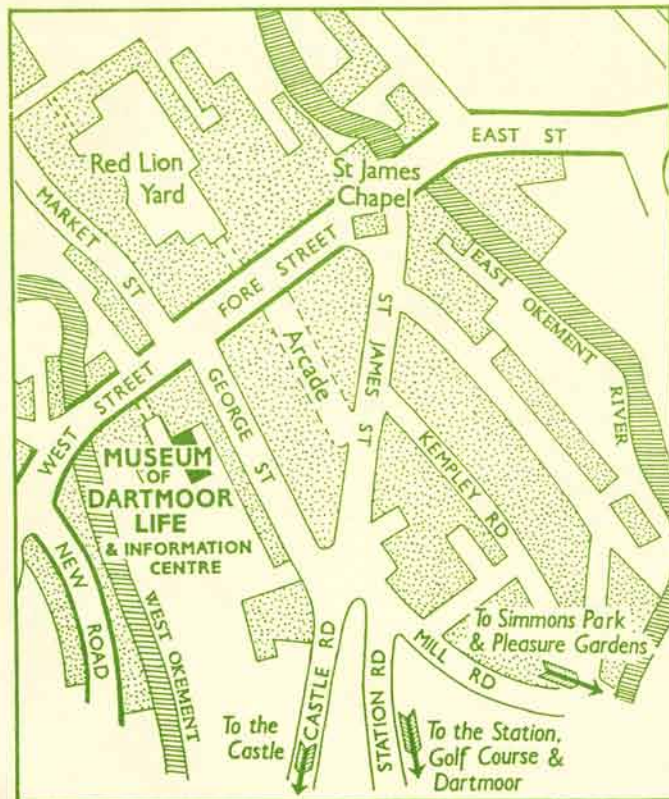 EAST ST
Red Lion
Yard
St James
Chapel
MARKET ST
FORE STREET
EAST OKEMENT
RIVER
Arcade
ST JAMES ST
WEST STREET
GEORGE ST
KEMPLEY RD
MUSEUM
OF
DARTMOOR
LIFE
& INFORMATION
CENTRE
NEW ROAD
WEST OKEMENT
To Simmons Park
& Pleasure Gardens
MILL RD
CASTLE RD
STATION RD
To the
Castle
To the Station,
Golf Course &
Dartmoor